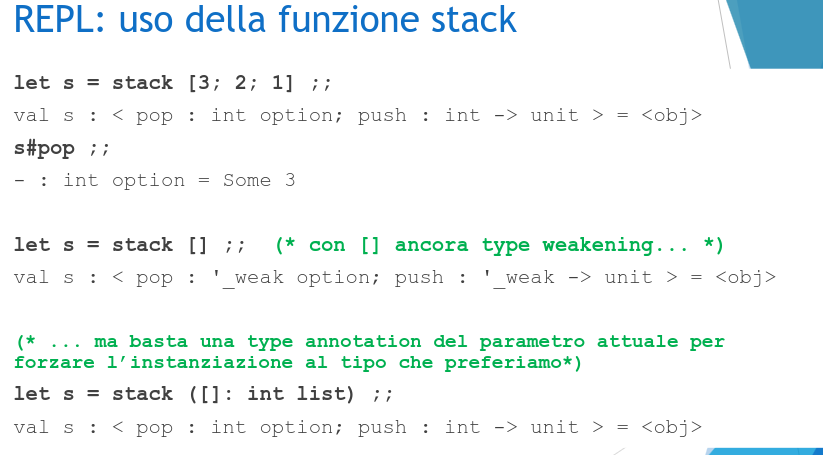 REPL: uso della funzione stack
let s = stack [3; 2; 1] ;;
val s : < pop : int option; push : int -> unit > = <obj>
s#pop ;;
- : int option = Some 3
let s = stack [] ;; (* con [] ancora type weakening... *)
val s : < pop : '_weak option; push : '_weak -> unit > = <obj>
(* ... ma basta una type annotation del parametro attuale per
forzare l’instanziazione al tipo che preferiamo*)
let s = stack ([]: int list) ;;
val s : < pop : int option; push : int -> unit > = <obj>